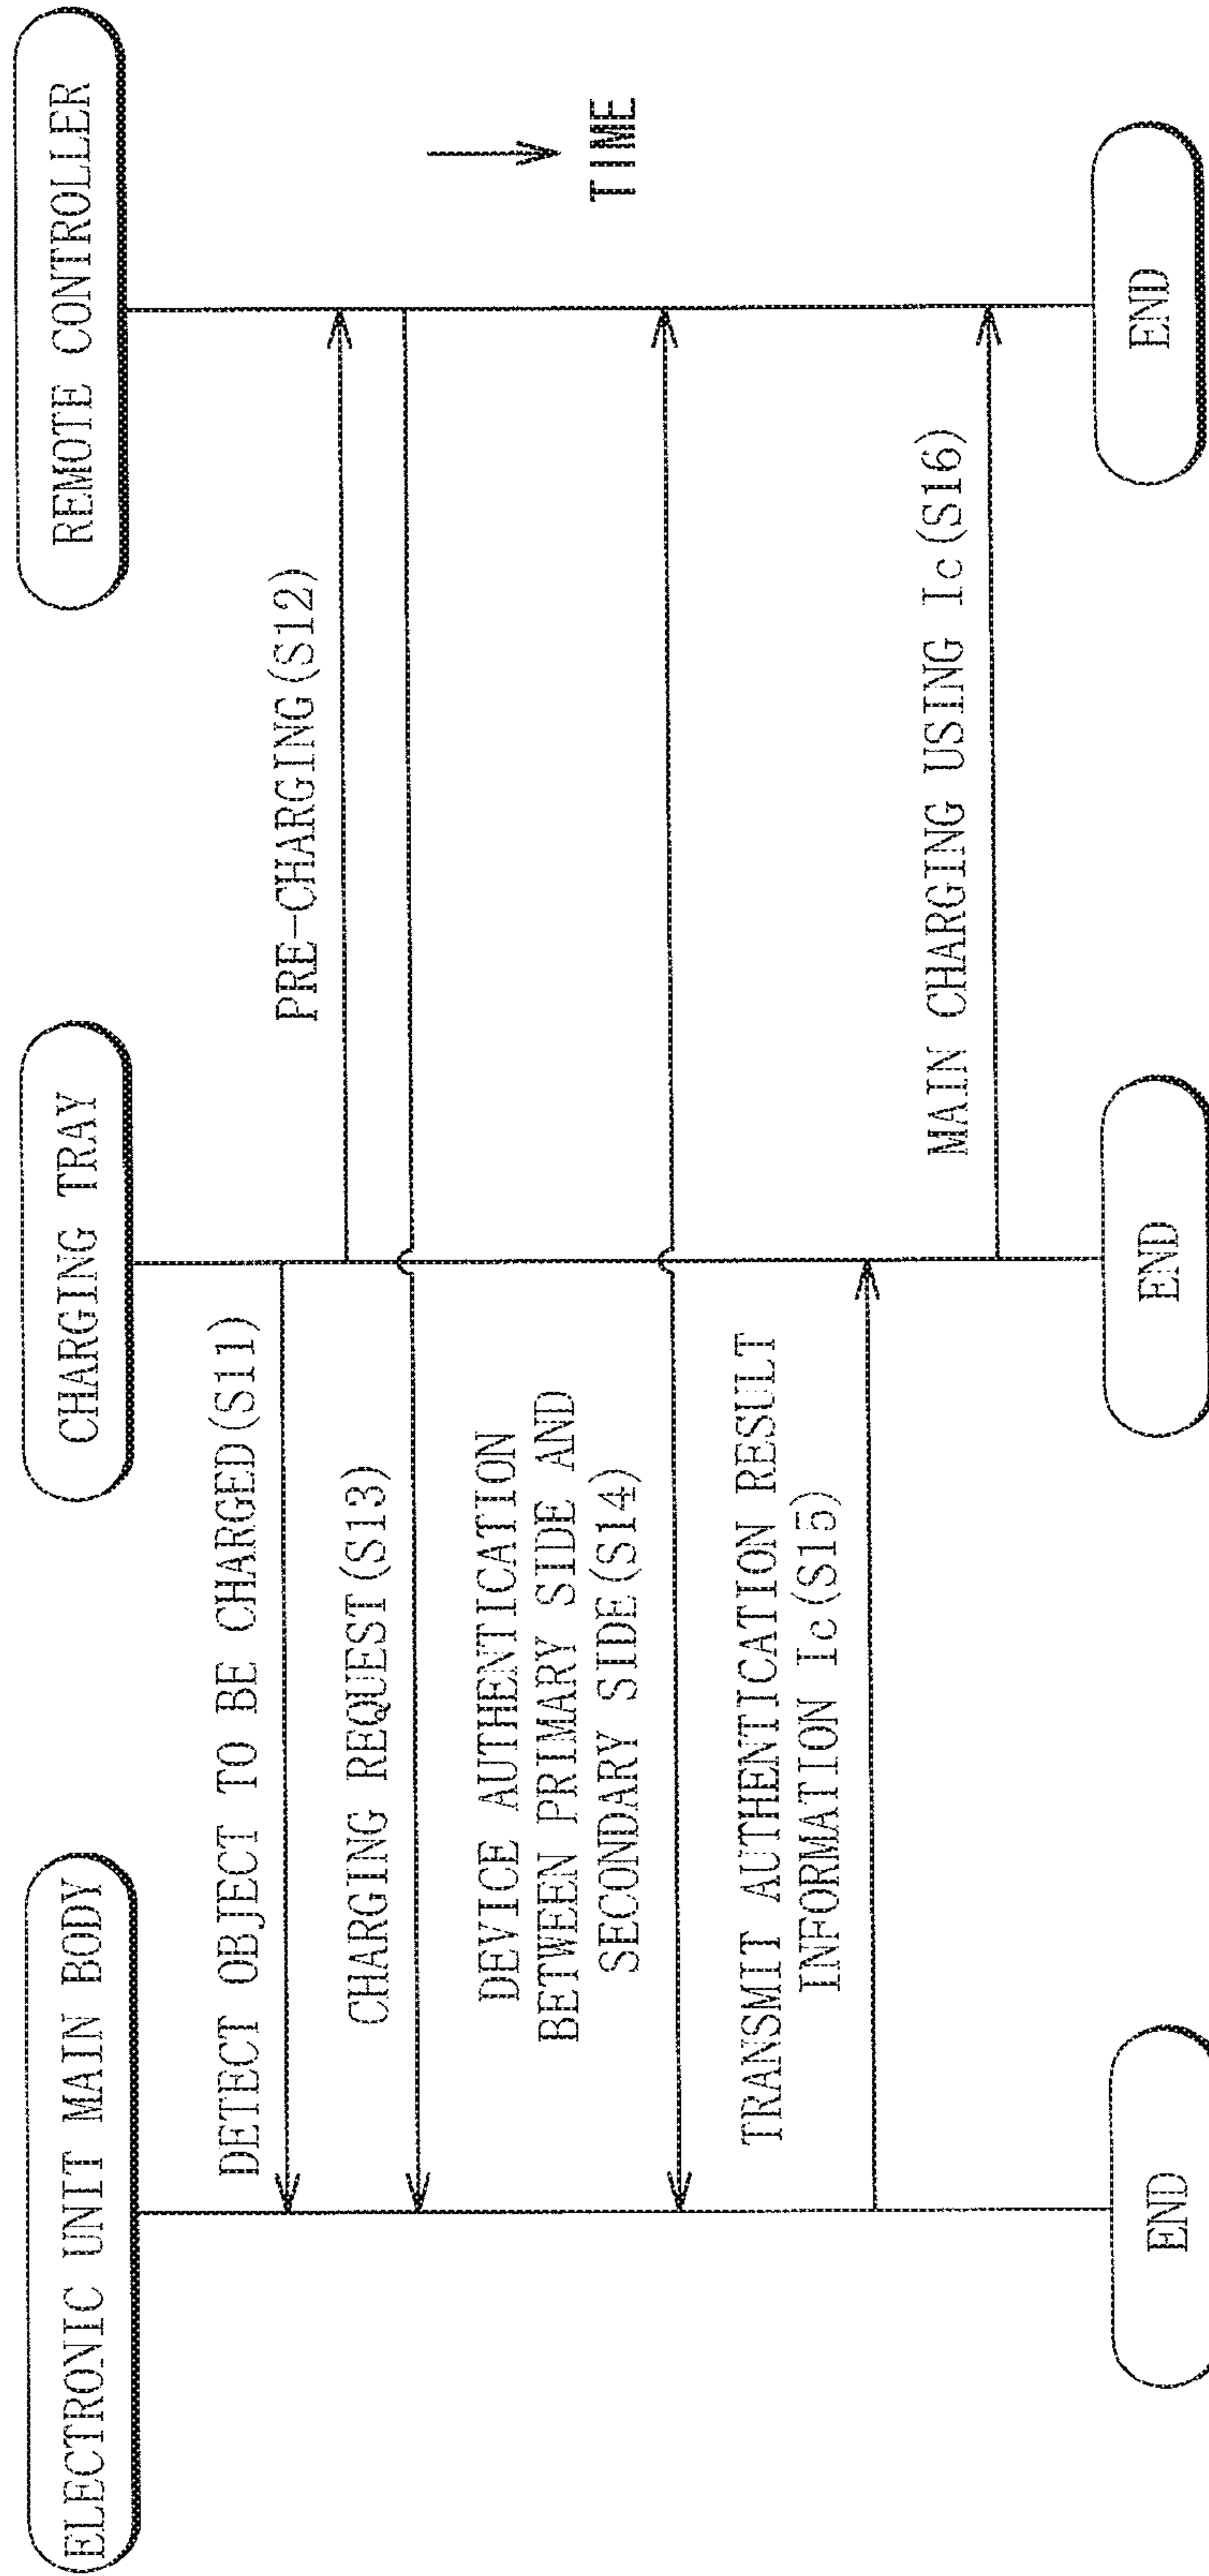 ELECTRONIC UNIT MAIN BODY
CHARGING TRAY
REMOTE CONTROLLER
DETECT OBJECT TO BE CHARGED(S11)
PRE-CHARGING(S12)
TIME
CHARGING REQUEST(S13)
DEVICE AUTHENTICATION
BETWEEN PRIMARY SIDE AND
SECONDARY SIDE(S14)
TRANSMIT AUTHENTICATION RESULT
INFORMATION Ic(S15)
MAIN CHARGING USING Ic(S16)
END
END
END